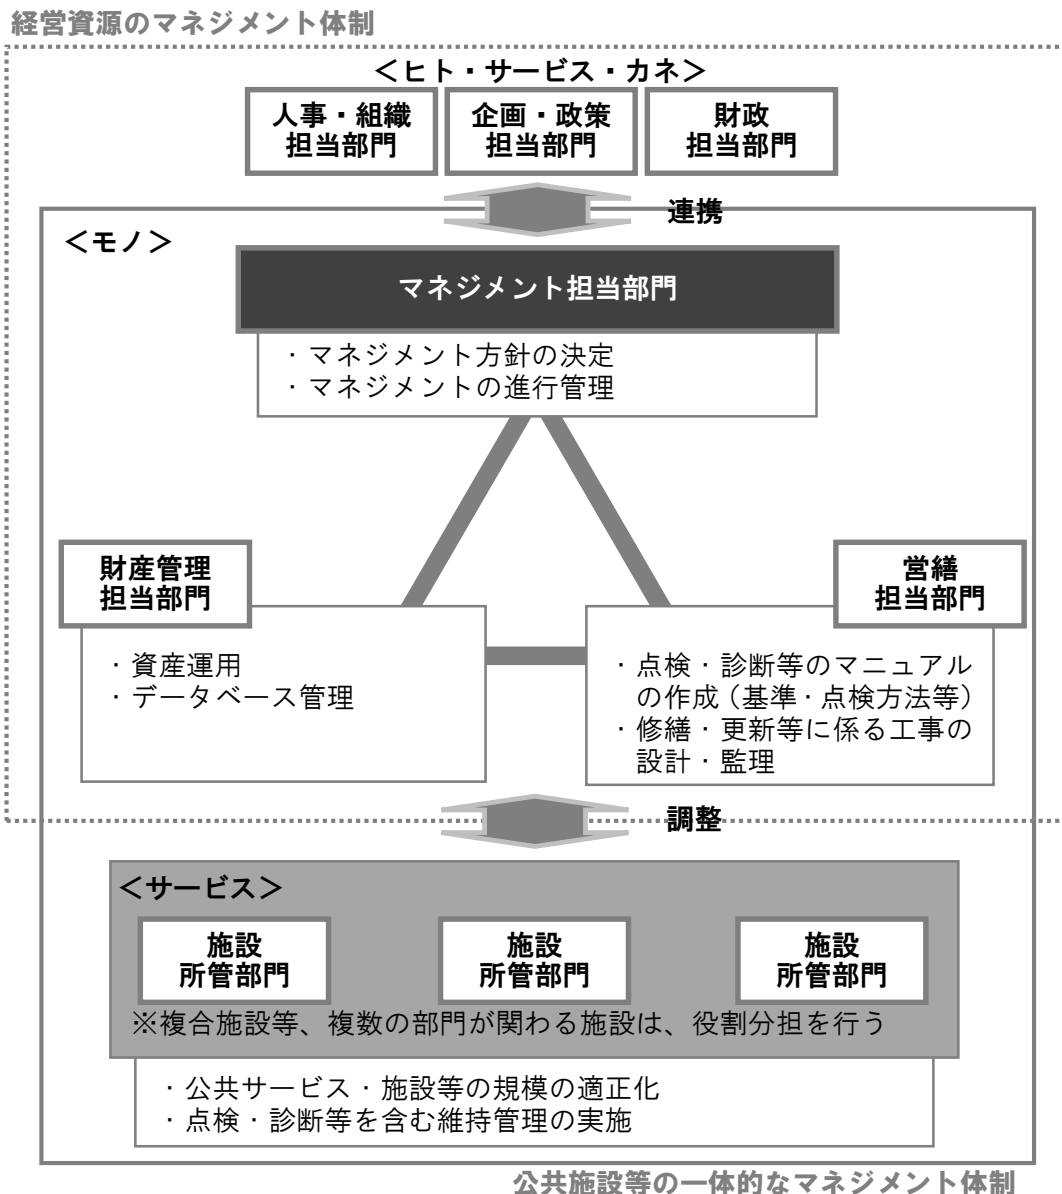 経営資源のマネジメント体制
＜ヒト・サービス・カネ＞
人事・組織
担当部門
企画・政策
担当部門
財政
担当部門
連携
＜モノ＞
マネジメント担当部門
・マネジメント方針の決定
・マネジメントの進行管理
財産管理
担当部門
・資産運用
・データベース管理
営繕
担当部門
・点検・診断等のマニュアル
の作成（基準・点検方法等）
・修繕・更新等に係る工事の
設計・監理
調整
＜サービス＞
施設
所管部門
施設
所管部門
施設
所管部門
※複合施設等、複数の部門が関わる施設は、役割分担を行う
・公共サービス・施設等の規模の適正化
・点検・診断等を含む維持管理の実施
公共施設等の一体的なマネジメント体制